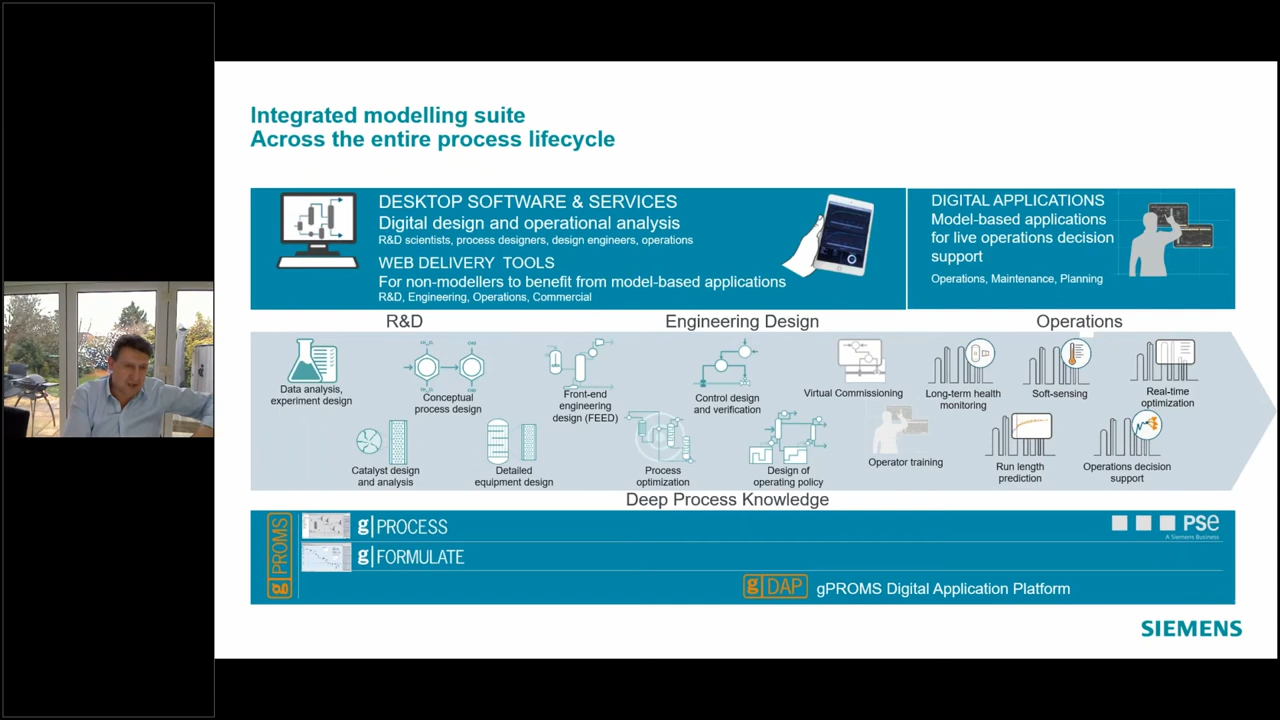 Integrated modelling suite
Across the entire process lifecycle
DESKTOP SOFTWARE & SERVICES
Digital design and operational analysis
R&D scientists, process designers, design engineers, operations
WEB DELIVERY TOOLS
For non-modellers to benefit from model-based applications
R&D, Engineering, Operations, Commercial
DIGITAL APPLICATIONS
Model-based applications
for live operations decision
support
Operations, Maintenance, Planning
R&D
Engineering Design
Operations
Data analysis,
experiment design
Conceptual
process design
Front-end
engineering
design (FEED)
Control design
and verification
Virtual Commissioning
Long-term health
monitoring
Soft-sensing
Real-time
optimization
Catalyst design
and analysis
Detailed
equipment design
Process
optimization
Design of
operating policy
Operator training
Run length
prediction
Operations decision
support
Deep Process Knowledge
gPROMS
g|PROCESS
g|FORMULATE
PSe
A Siemens Business
g|DAP
gPROMS Digital Application Platform
SIEMENS